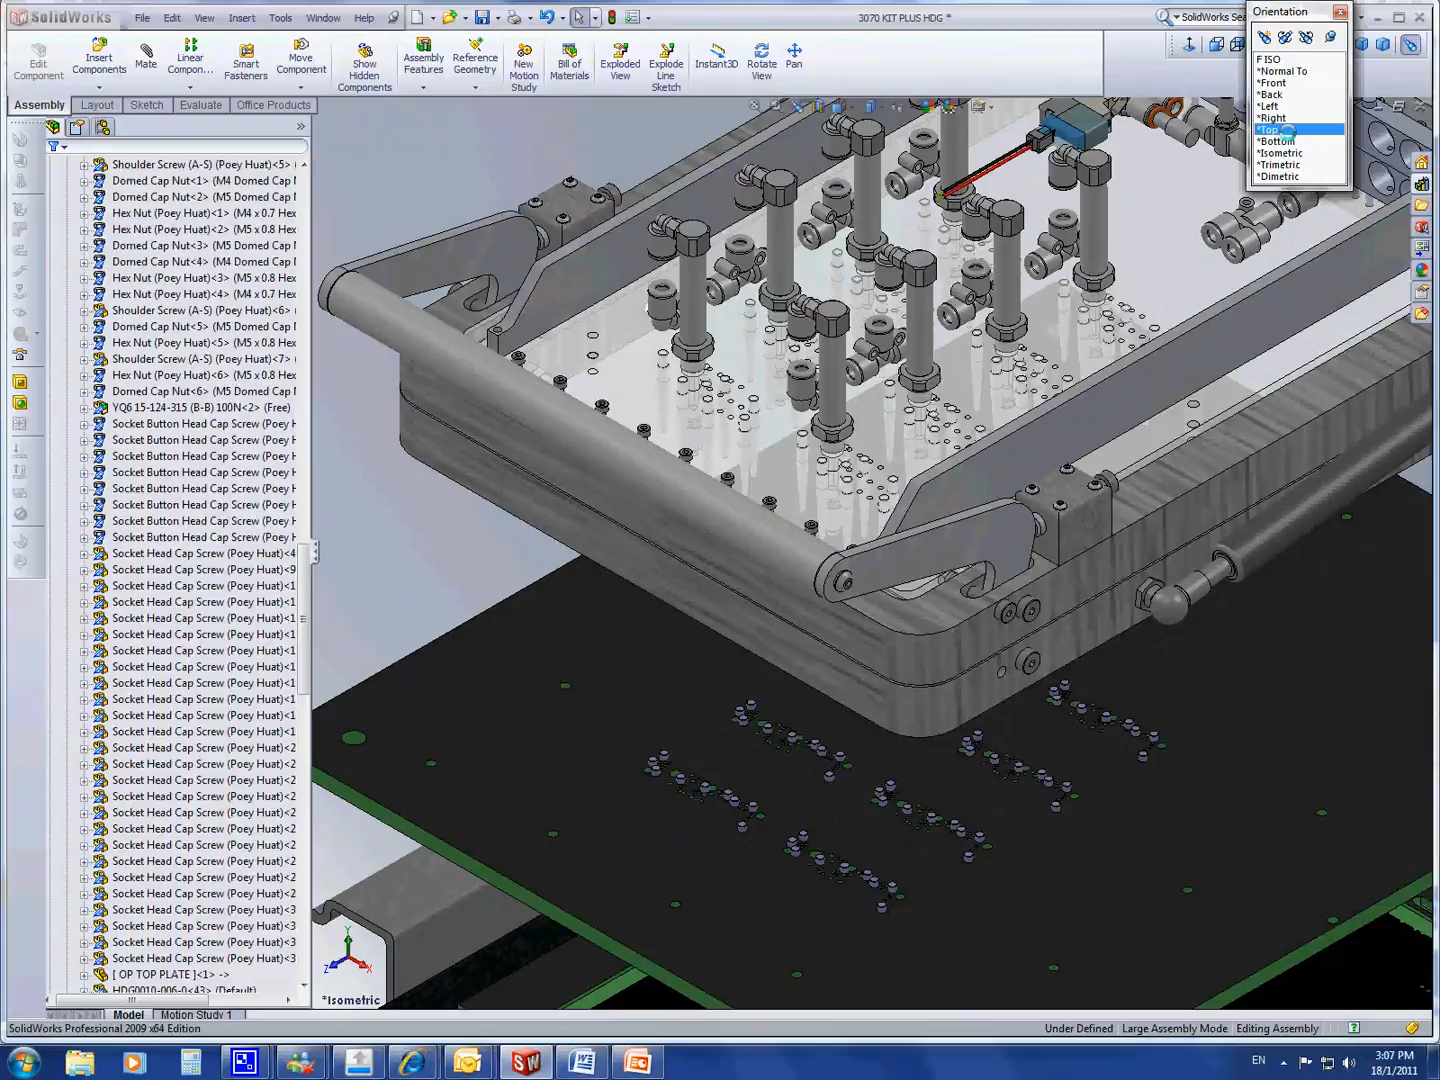 SolidWorks File Edit View Insert Tools Window Help 3070 KIT PLUS HDG * SolidWorks Sea
Orientation
Edit Component
Insert Components
Mate
Linear Compon...
Smart Fasteners
Move Component
Show Hidden Components
Assembly Features
Reference Geometry
New Motion Study
Bill of Materials
Exploded View
Explode Line Sketch
Instant3D
Rotate View
Pan
F ISO
*Normal To
*Front
*Back
*Left
*Right
*Top
*Bottom
*Isometric
*Trimetric
*Dimetric
Assembly Layout Sketch Evaluate Office Products
Shoulder Screw (A-S) (Poey Huat)<5>
Domed Cap Nut<1> (M4 Domed Cap
Domed Cap Nut<2> (M4 Domed Cap
Hex Nut (Poey Huat)<1> (M4 x 0.7 Hex
Hex Nut (Poey Huat)<2> (M5 x 0.8 Hex
Domed Cap Nut<3> (M5 Domed Cap
Domed Cap Nut<4> (M5 Domed Cap
Hex Nut (Poey Huat)<3> (M5 x 0.8 Hex
Hex Nut (Poey Huat)<4> (M4 x 0.7 Hex
Shoulder Screw (A-S) (Poey Huat)<6>
Domed Cap Nut<5> (M5 Domed Cap
Hex Nut (Poey Huat)<5> (M5 x 0.8 Hex
Shoulder Screw (A-S) (Poey Huat)<7>
Hex Nut (Poey Huat)<6> (M5 x 0.8 Hex
Domed Cap Nut<6> (M5 Domed Cap
YQ6 15-124-315 (B-B) 100N<2> (Free)
Socket Button Head Cap Screw (Poey H
Socket Button Head Cap Screw (Poey H
Socket Button Head Cap Screw (Poey H
Socket Button Head Cap Screw (Poey H
Socket Button Head Cap Screw (Poey H
Socket Button Head Cap Screw (Poey H
Socket Button Head Cap Screw (Poey H
Socket Button Head Cap Screw (Poey H
Socket Head Cap Screw (Poey Huat)<4
Socket Head Cap Screw (Poey Huat)<9
Socket Head Cap Screw (Poey Huat)<1
Socket Head Cap Screw (Poey Huat)<1
Socket Head Cap Screw (Poey Huat)<1
Socket Head Cap Screw (Poey Huat)<1
Socket Head Cap Screw (Poey Huat)<1
Socket Head Cap Screw (Poey Huat)<1
Socket Head Cap Screw (Poey Huat)<1
Socket Head Cap Screw (Poey Huat)<1
Socket Head Cap Screw (Poey Huat)<1
Socket Head Cap Screw (Poey Huat)<1
Socket Head Cap Screw (Poey Huat)<2
Socket Head Cap Screw (Poey Huat)<2
Socket Head Cap Screw (Poey Huat)<2
Socket Head Cap Screw (Poey Huat)<2
Socket Head Cap Screw (Poey Huat)<2
Socket Head Cap Screw (Poey Huat)<2
Socket Head Cap Screw (Poey Huat)<2
Socket Head Cap Screw (Poey Huat)<2
Socket Head Cap Screw (Poey Huat)<2
Socket Head Cap Screw (Poey Huat)<2
Socket Head Cap Screw (Poey Huat)<3
Socket Head Cap Screw (Poey Huat)<3
Socket Head Cap Screw (Poey Huat)<3
Socket Head Cap Screw (Poey Huat)<3
[ OP TOP PLATE ]<1> ->
HDG0010-006-0<43> (Default)
Y
Z X
*Isometric
Model Motion Study 1
SolidWorks Professional 2009 x64 Edition Under Defined Large Assembly Mode Editing Assembly
EN 3:07 PM
18/1/2011